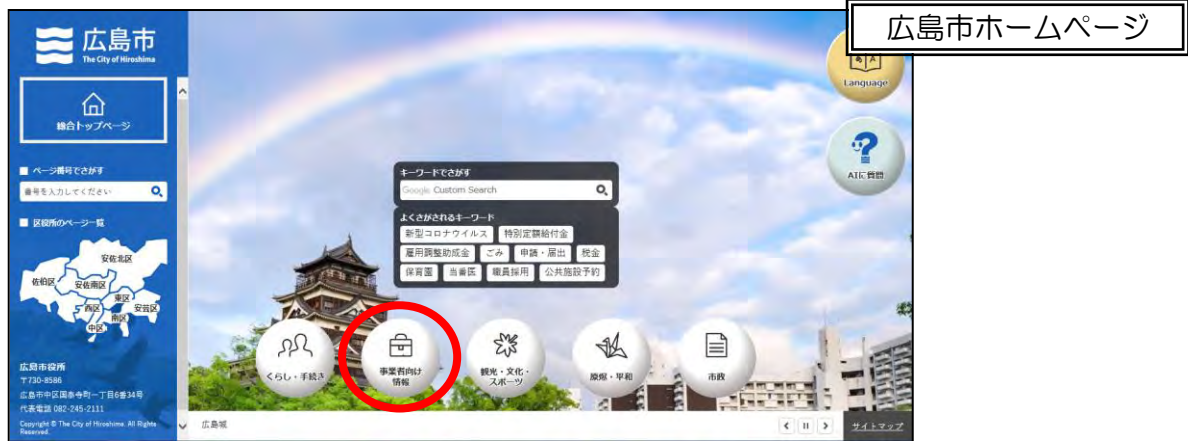 広島市ホームページ
広島市
The City of Hiroshima
総合トップページ
ページ番号でさがす
番号を入力してください
区役所のページ一覧
安佐北区
佐伯区
安佐南区
東区
西区
安芸区
南区
中区
広島市役所
〒730-8586
広島市中区国泰寺町一丁目6番34号
代表電話 082-245-2111
Copyright © The City of Hiroshima. All Rights
Reserved.
キーワードでさがす
Google Custom Search
よくさがされるキーワード
新型コロナウイルス 特別定額給付金
雇用調整助成金 ごみ 申請・届出 税金
保育園 当番医 職員採用 公共施設予約
Language
AIに質問
くらし・手続き
事業者向け
情報
観光・文化・
スポーツ
原爆・平和
市政
広島城
サイトマップ